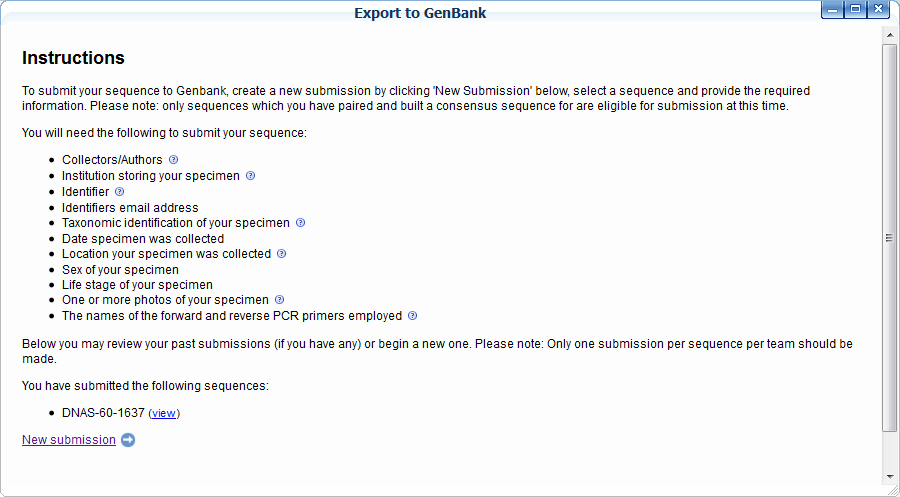 Export to GenBank
Instructions
To submit your sequence to Genbank, create a new submission by clicking 'New Submission' below, select a sequence and provide the required
information. Please note: only sequences which you have paired and built a consensus sequence for are eligible for submission at this time.
You will need the following to submit your sequence:
• Collectors/Authors ?
• Institution storing your specimen ?
• Identifier ?
• Identifiers email address
• Taxonomic identification of your specimen ?
• Date specimen was collected
• Location your specimen was collected ?
• Sex of your specimen
• Life stage of your specimen
• One or more photos of your specimen ?
• The names of the forward and reverse PCR primers employed ?
Below you may review your past submissions (if you have any) or begin a new one. Please note: Only one submission per sequence per team should be
made.
You have submitted the following sequences:
• DNAS-60-1637 (view)
New submission